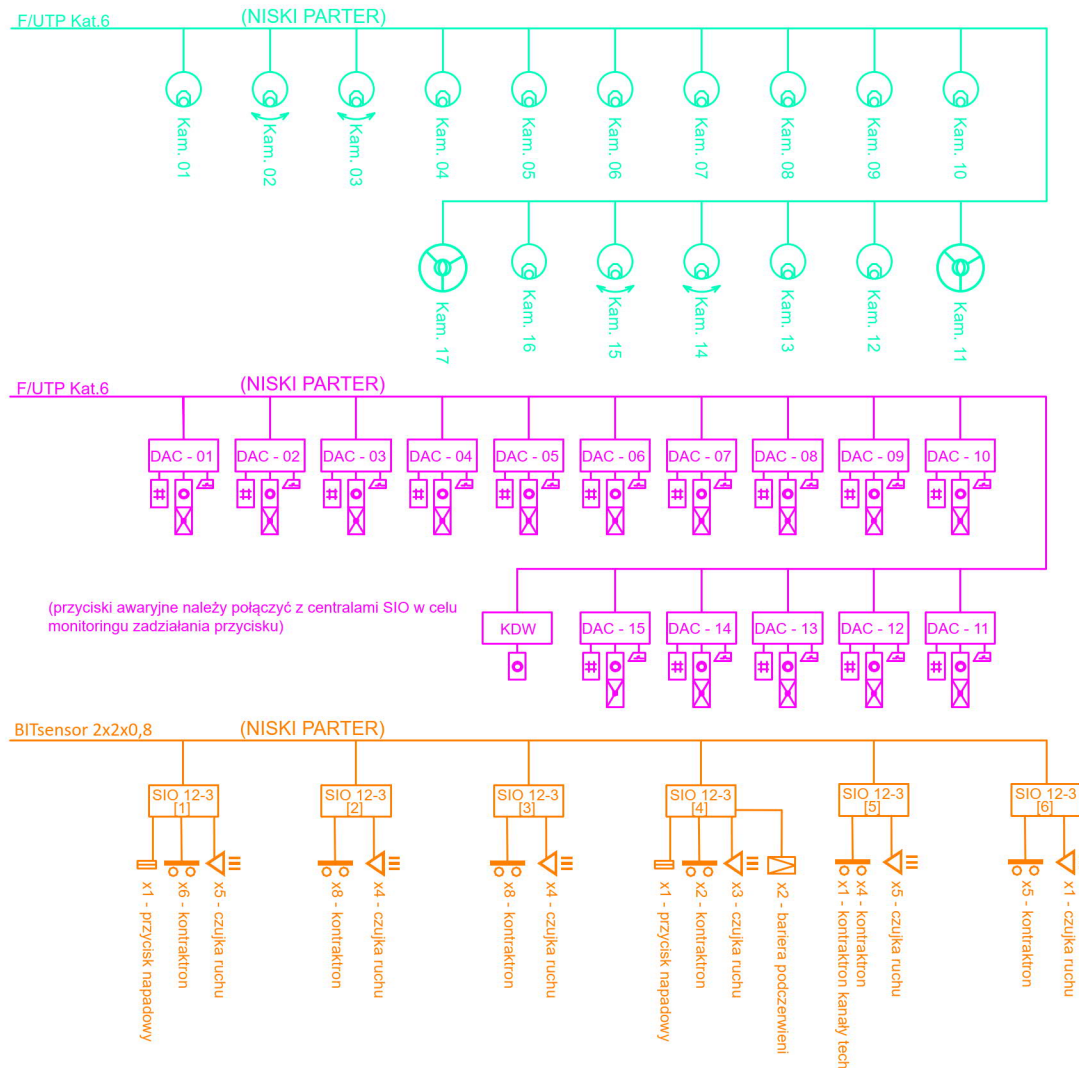 F/UTP Kat.6
(NISKI PARTER)
Kam. 01
Kam. 02
Kam. 03
Kam. 04
Kam. 05
Kam. 06
Kam. 07
Kam. 08
Kam. 09
Kam. 10
Kam. 17
Kam. 16
Kam. 15
Kam. 14
Kam. 13
Kam. 12
Kam. 11
F/UTP Kat.6
(NISKI PARTER)
DAC - 01
DAC - 02
DAC - 03
DAC - 04
DAC - 05
DAC - 06
DAC - 07
DAC - 08
DAC - 09
DAC - 10
(przyciski awaryjne należy połączyć z centralami SIO w celu
monitoringu zadziałania przycisku)
KDW
DAC - 15
DAC - 14
DAC - 13
DAC - 12
DAC - 11
BITsensor 2x2x0,8
(NISKI PARTER)
SIO 12-3
[1]
SIO 12-3
[2]
SIO 12-3
[3]
SIO 12-3
[4]
SIO 12-3
[5]
SIO 12-3
[6]
x1 - przycisk napadowy
x6 - kontraktron
x5 - czujka ruchu
x8 - kontraktron
x4 - czujka ruchu
x8 - kontraktron
x4 - czujka ruchu
x1 - przycisk napadowy
x2 - kontraktron
x3 - czujka ruchu
x2 - bariera podczerwieni
x1 - kontraktron kanały tech
x4 - kontraktron
x5 - czujka ruchu
x5 - kontraktron
x1 - czujka ruchu